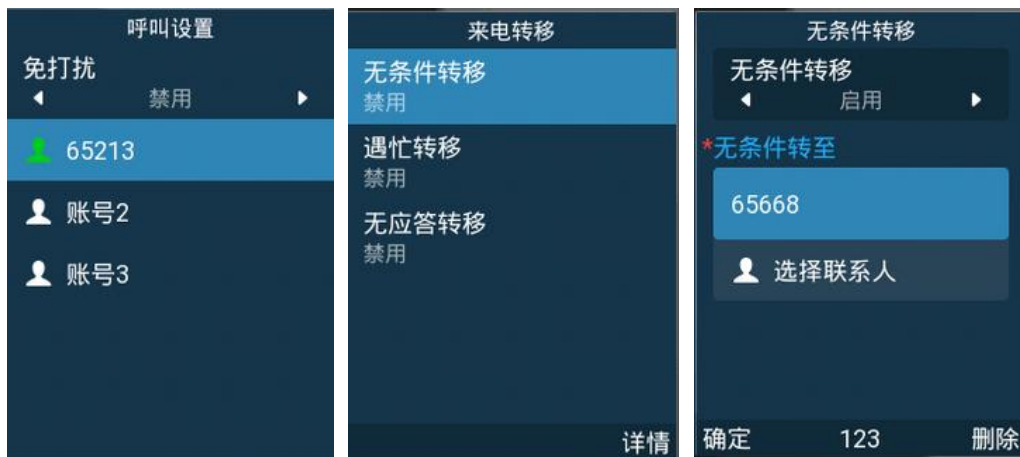 呼叫设置
免打扰
禁用
65213
账号2
账号3
来电转移
无条件转移
禁用
遇忙转移
禁用
无应答转移
禁用
详情
无条件转移
无条件转移
启用
*无条件转至
65668
选择联系人
确定 123 删除